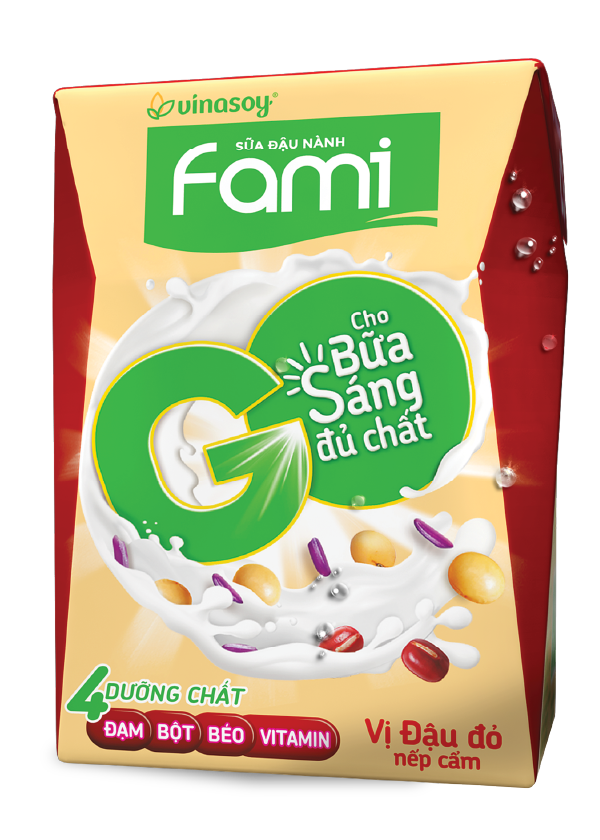 vinasoy®
SỮA ĐẬU NÀNH
Fami
GO
Cho
Bữa
Sáng
đủ chất
4 DƯỠNG CHẤT
ĐẠM BỘT BÉO VITAMIN
Vị Đậu đỏ
nếp cẩm